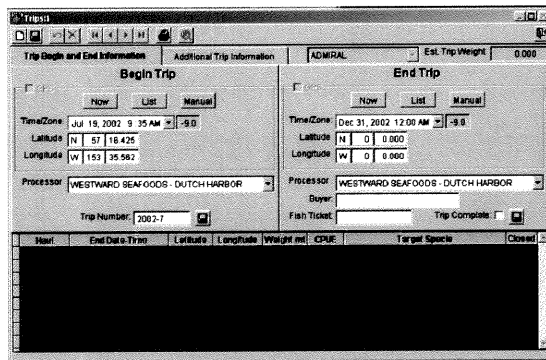 Trips:1
Trip Begin and End Information Additional Trip Information ADMIRAL Est. Trip Weight 0.000
Begin Trip End Trip
GPS GPS
Now List Manual Now List Manual
Time/Zone: Jul 19, 2002 9 35 AM -9.0 Time/Zone: Dec 31, 2002 12:00 AM -9.0
Latitude N 57 18.425 Latitude N 0 0.000
Longitude W 153 35.562 Longitude W 0 0.000
Processor WESTWARD SEAFOODS - DUTCH HARBOR Processor WESTWARD SEAFOODS - DUTCH HARBOR
Buyer:
Trip Number: 2002-7 Fish Ticket: Trip Complete:
Haul End Date-Time Latitude Longitude Weight mt CPUE Target Specie Closed